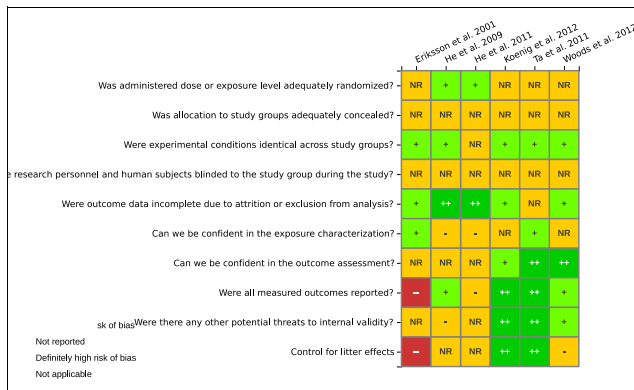 Eriksson et al. 2001
He et al. 2009
He et al. 2011
Koenig et al. 2012
Ta et al. 2011
Woods et al. 2017
Was administered dose or exposure level adequately randomized? NR + + NR NR NR
Was allocation to study groups adequately concealed? NR NR NR NR NR NR
Were experimental conditions identical across study groups? + + NR + + +
e research personnel and human subjects blinded to the study group during the study? NR NR NR NR NR NR
Were outcome data incomplete due to attrition or exclusion from analysis? + ++ ++ + NR +
Can we be confident in the exposure characterization? + - - NR + NR
Can we be confident in the outcome assessment? NR NR NR + ++ ++
Were all measured outcomes reported? -- + - ++ ++ +
sk of bias Were there any other potential threats to internal validity? NR - NR ++ ++ +
Control for litter effects -- NR NR ++ ++ -
Not reported
Definitely high risk of bias
Not applicable